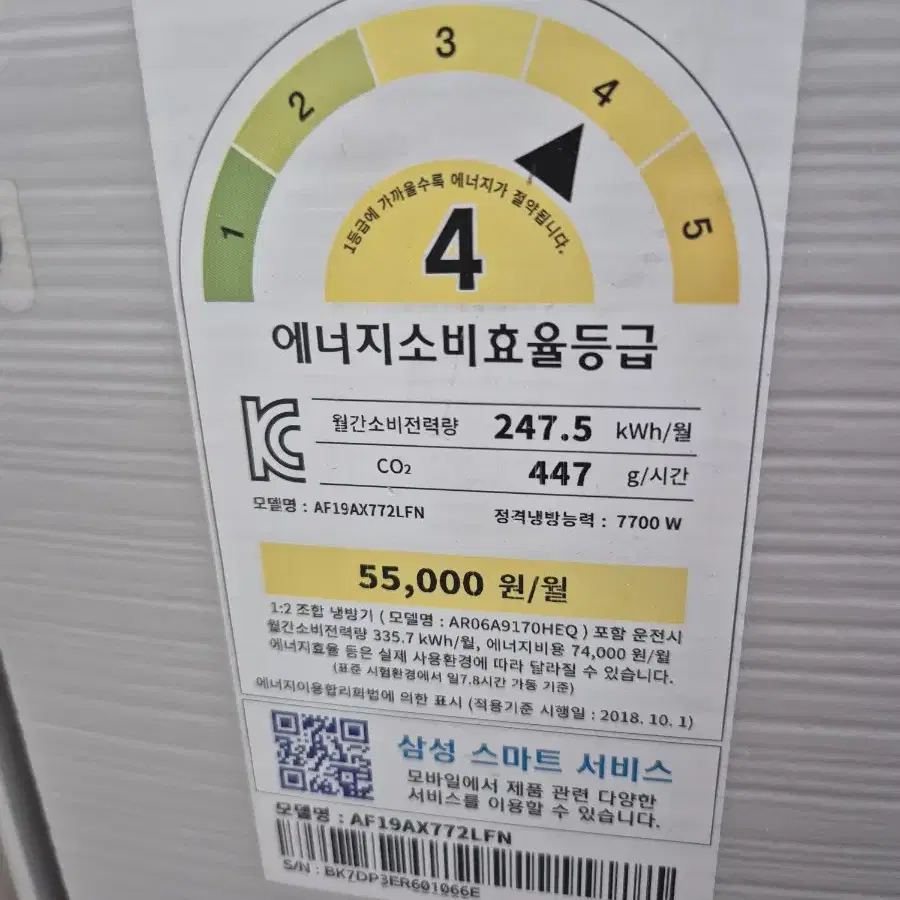 1
2
3
4
5
1등급에 가까울수록 에너지가 절약됩니다.
4
에너지소비효율등급
월간소비전력량 247.5 kWh/월
CO₂ 447 g/시간
모델명 : AF19AX772LFN 정격냉방능력 : 7700 W
55,000 원/월
1:2 조합 냉방기 ( 모델명 : AR06A9170HEQ ) 포함 운전시
월간소비전력량 335.7 kWh/월, 에너지비용 74,000 원/월
에너지효율 등은 실제 사용환경에 따라 달라질 수 있습니다.
(표준 시험환경에서 일7.8시간 가동 기준)
에너지이용합리화법에 의한 표시 (적용기준 시행일 : 2018. 10. 1)
삼성 스마트 서비스
모바일에서 제품 관련 다양한
서비스를 이용할 수 있습니다.
모델명 : AF19AX772LFN
S/N : BK7DP3ER601066E